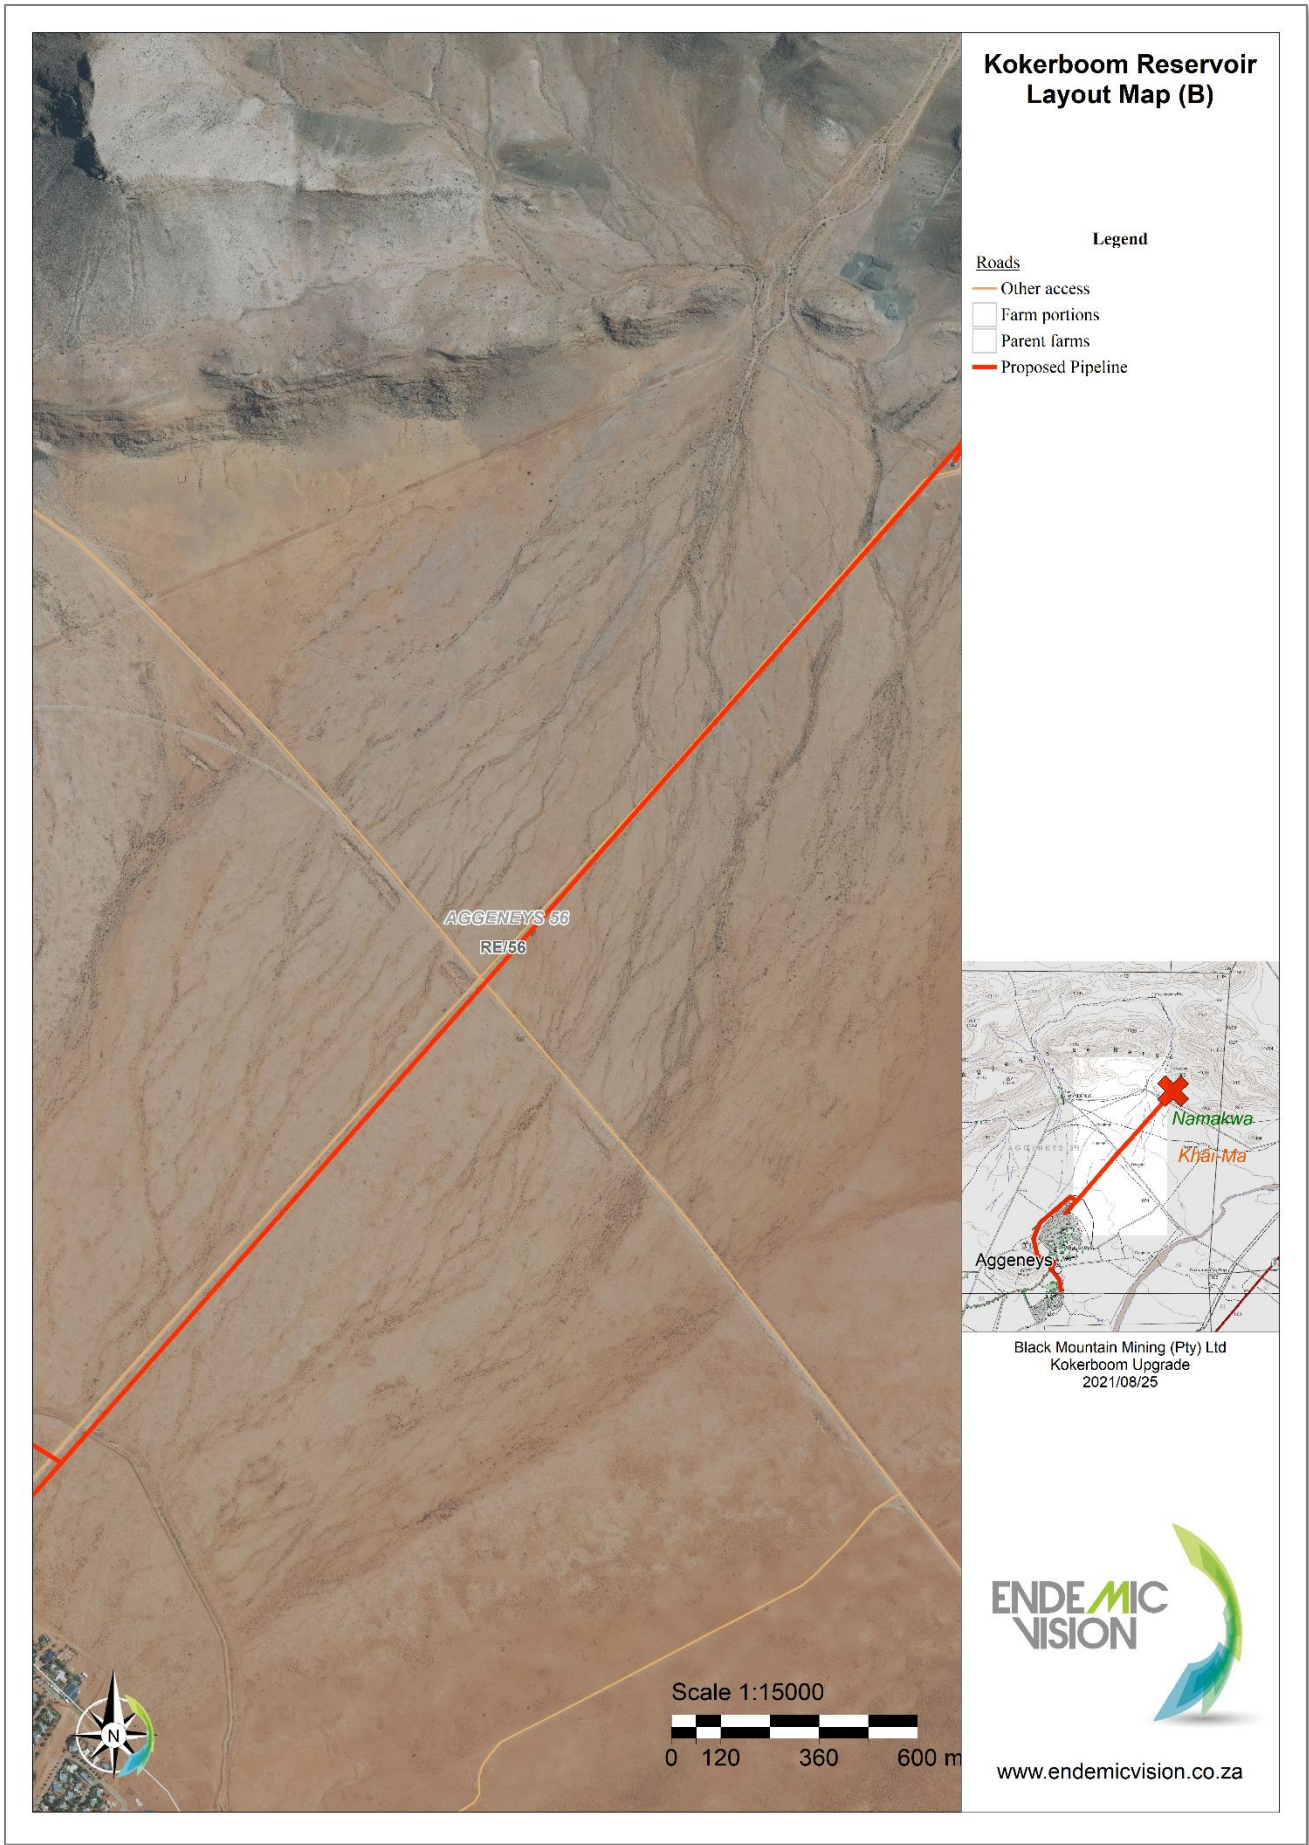 Kokerboom Reservoir
Layout Map (B)
Legend
Roads
Other access
Farm portions
Parent farms
Proposed Pipeline
AGGENEYS 56
RE/56
Namakwa
Khâi-Ma
Aggeneys
Black Mountain Mining (Pty) Ltd
Kokerboom Upgrade
2021/08/25
ENDEMIC
VISION
Scale 1:15000
0 120 360 600 m
N
www.endemicvision.co.za